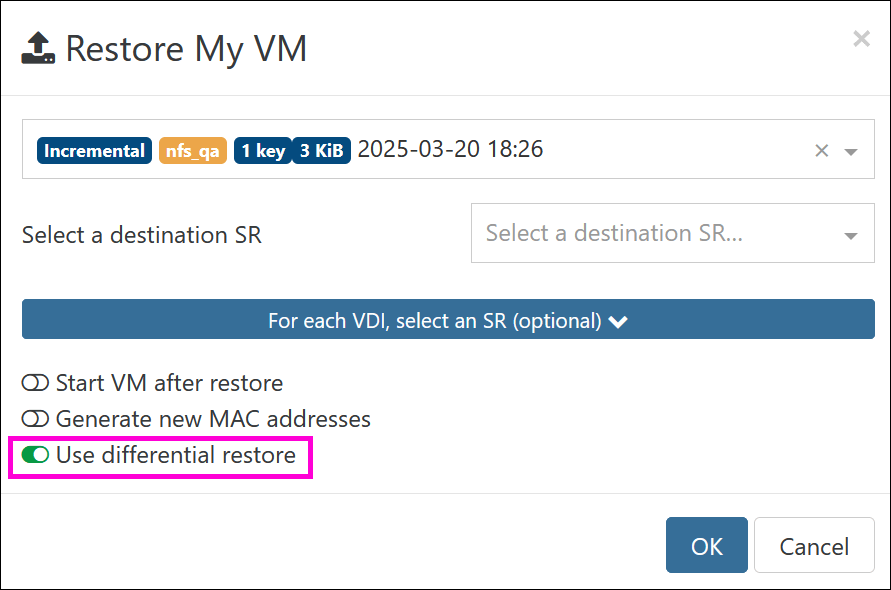 Restore My VM
Incremental nfs_qa 1 key 3 KiB 2025-03-20 18:26
Select a destination SR
Select a destination SR...
For each VDI, select an SR (optional)
Start VM after restore
Generate new MAC addresses
Use differential restore
OK
Cancel